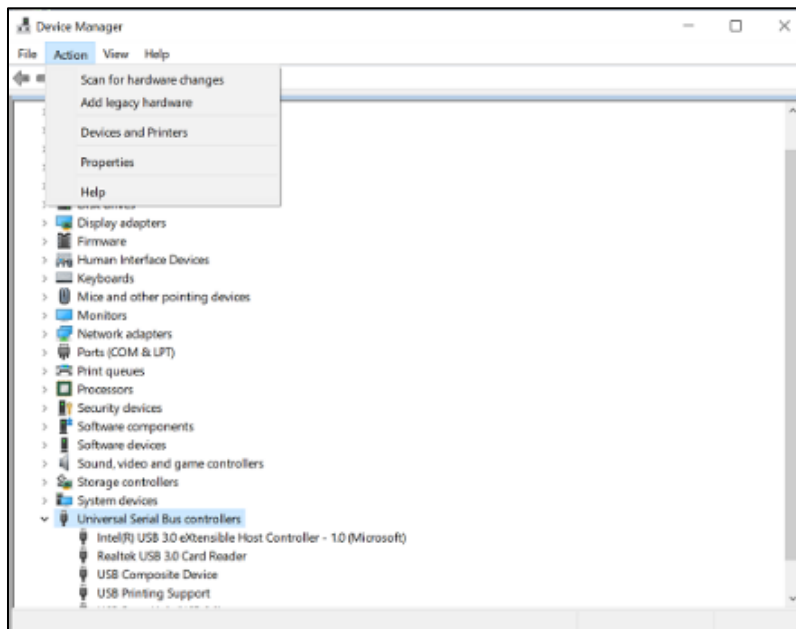 Device Manager
File Action View Help
Scan for hardware changes
Add legacy hardware
Devices and Printers
Properties
Help
Disk drives
Display adapters
Firmware
Human Interface Devices
Keyboards
Mice and other pointing devices
Monitors
Network adapters
Ports (COM & LPT)
Print queues
Processors
Security devices
Software components
Software devices
Sound, video and game controllers
Storage controllers
System devices
Universal Serial Bus controllers
Intel(R) USB 3.0 eXtensible Host Controller - 1.0 (Microsoft)
Realtek USB 3.0 Card Reader
USB Composite Device
USB Printing Support